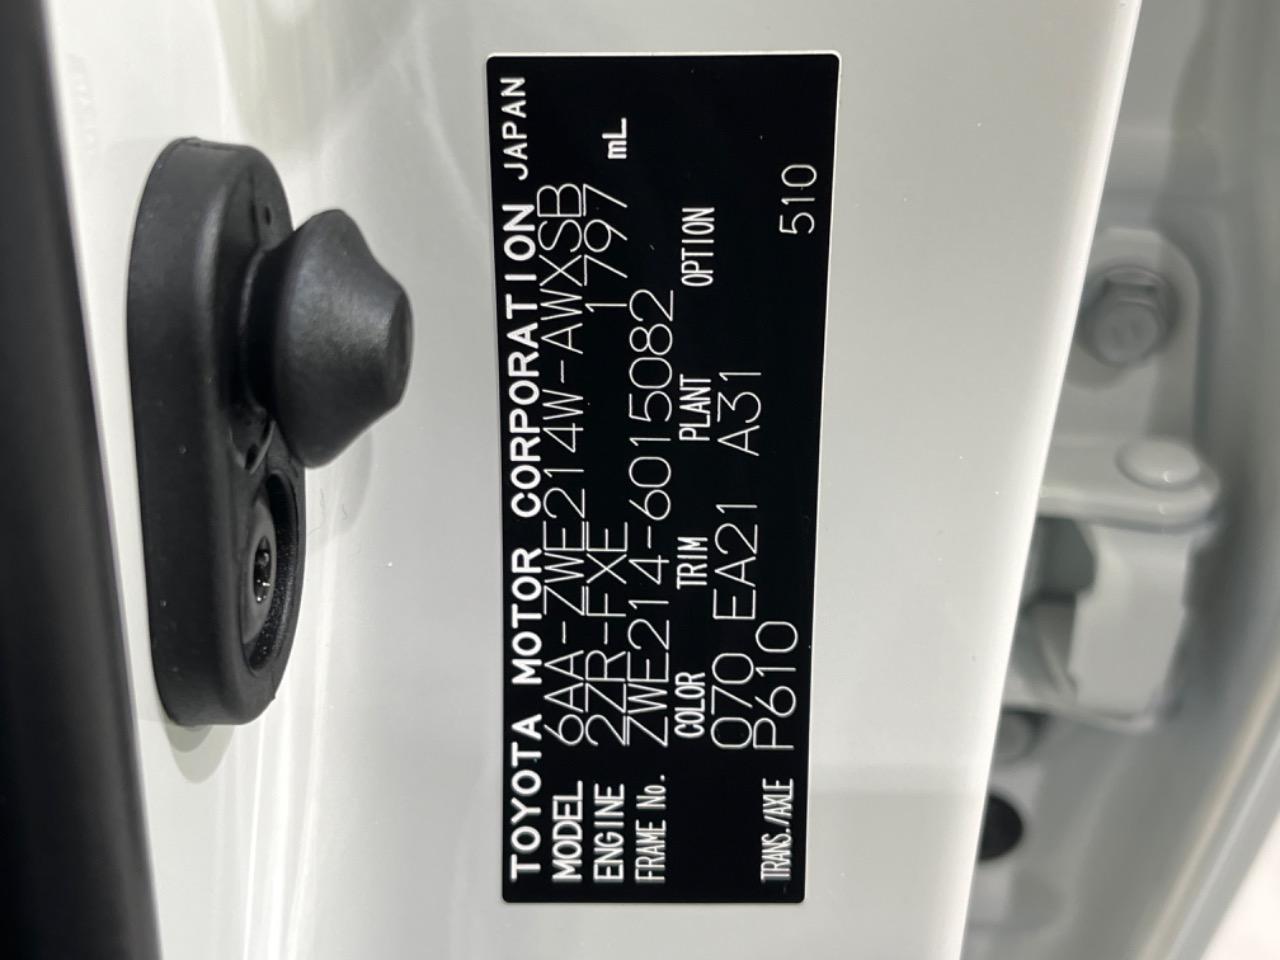 TOYOTA MOTOR CORPORATION JAPAN
MODEL 6AA-ZWE214W-AWXSB
ENGINE 2ZR-FXE 1797 mL
FRAME No. ZWE214-6015082
COLOR TRIM PLANT OPTION
070 EA21 A31
TRANS./AXLE P610 510